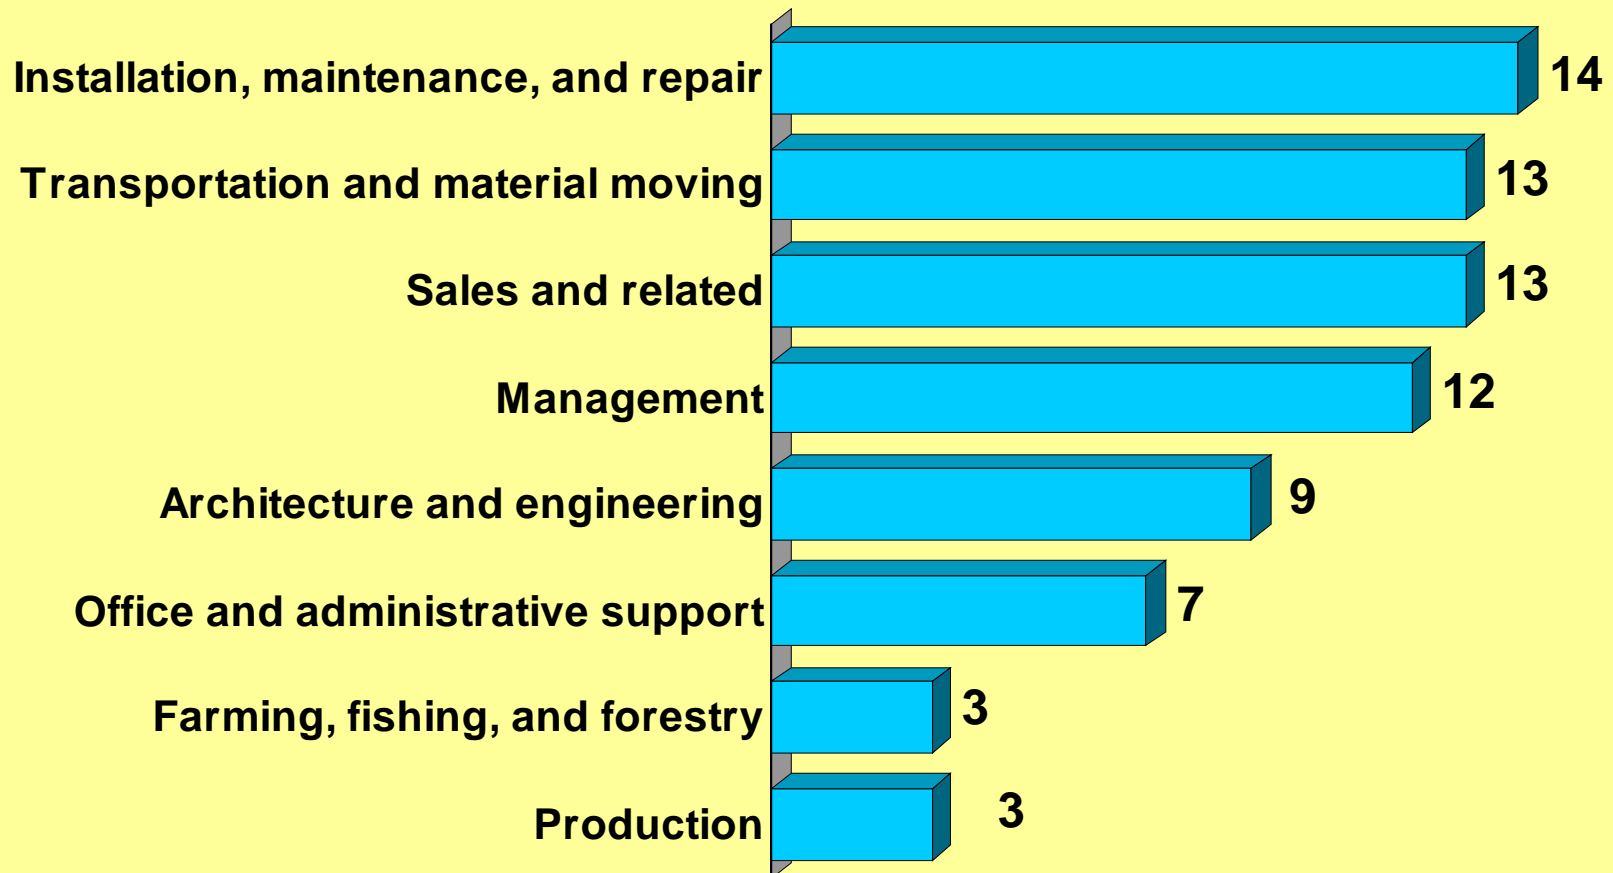 Installation, maintenance, and repair 14
Transportation and material moving 13
Sales and related 13
Management 12
Architecture and engineering 9
Office and administrative support 7
Farming, fishing, and forestry 3
Production 3